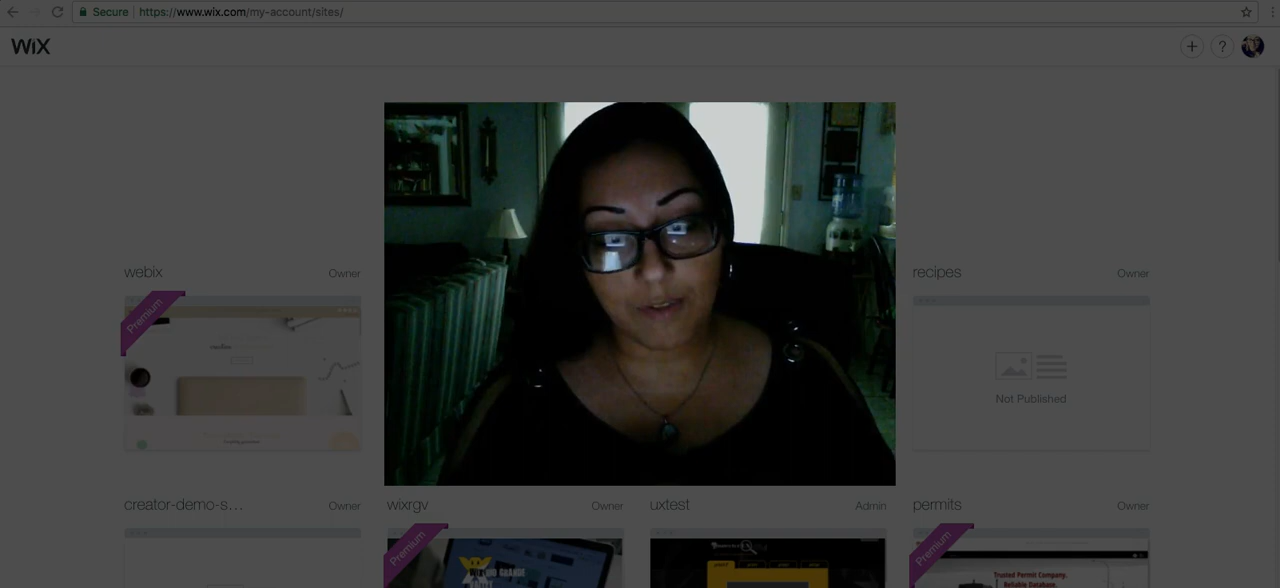 Secure https://www.wix.com/my-account/sites/
WiX
+ ?
webix Owner
recipes Owner
Premium
Not Published
creator-demo-s... Owner
wixrgv Owner
uxtest Admin
permits Owner
Premium
Premium
Trusted Permit Company.
Reliable Database.